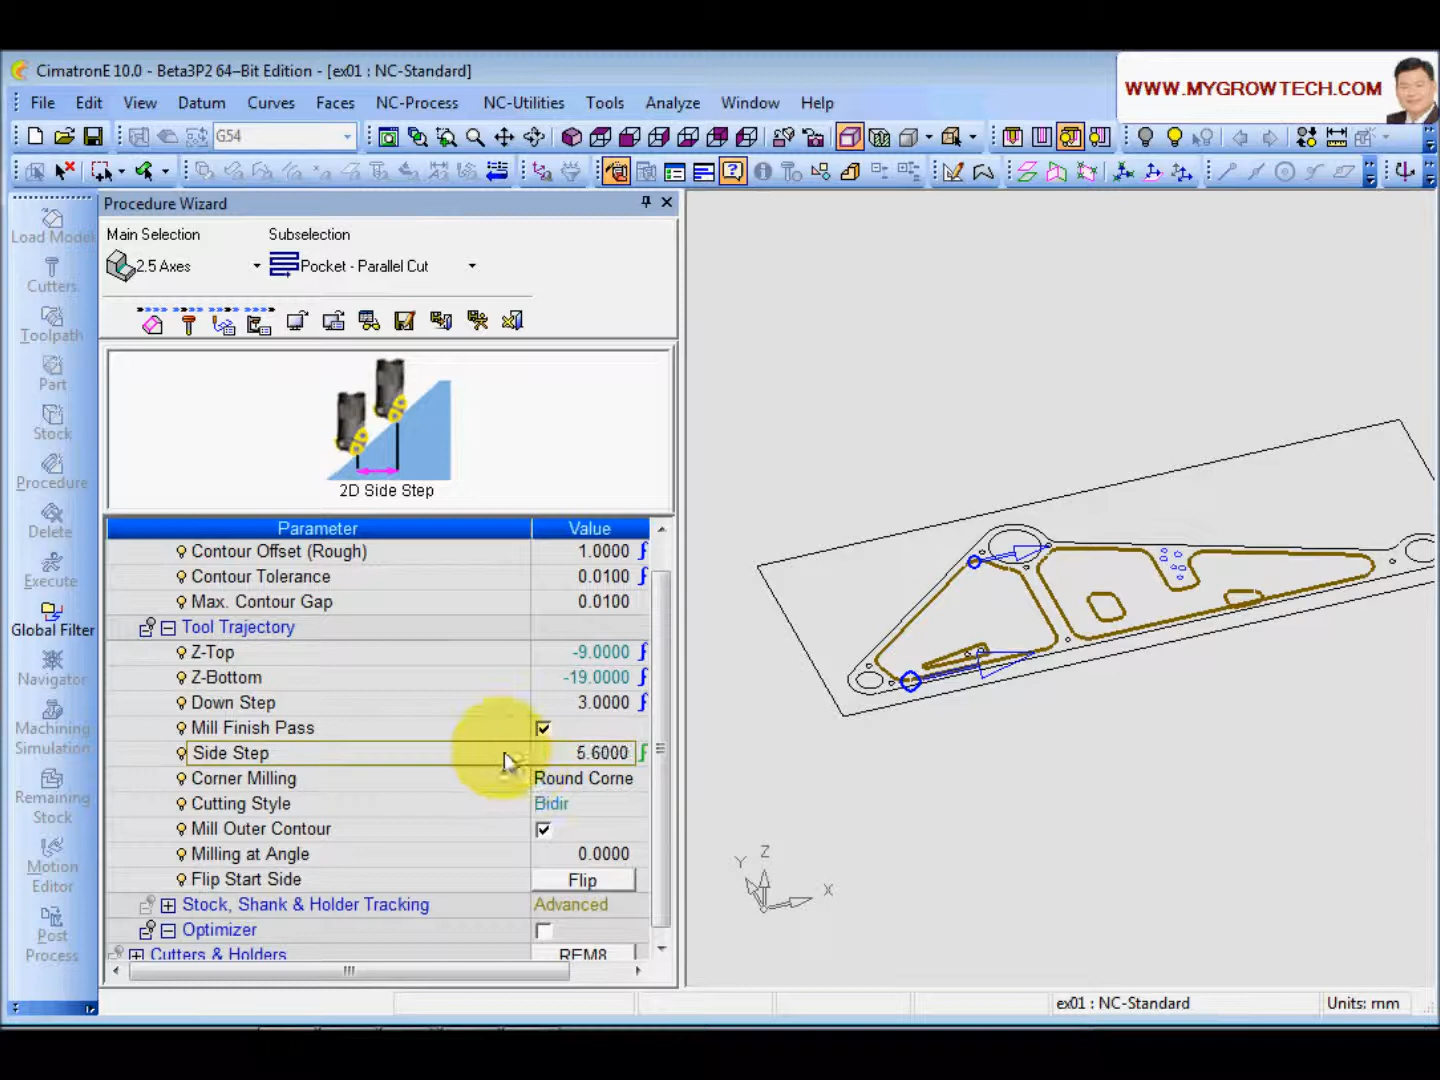 CimatronE 10.0 - Beta3P2 64-Bit Edition - [ex01 : NC-Standard]
WWW.MYGROWTECH.COM
File Edit View Datum Curves Faces NC-Process NC-Utilities Tools Analyze Window Help
G54
Procedure Wizard
Load Model
Cutters
Toolpath
Part
Stock
Procedure
Delete
Execute
Global Filter
Navigator
Machining
Simulation
Remaining
Stock
Motion
Editor
Post
Process
Main Selection Subselection
2.5 Axes Pocket - Parallel Cut
2D Side Step
Parameter Value
Contour Offset (Rough) 1.0000 f
Contour Tolerance 0.0100 f
Max. Contour Gap 0.0100
Tool Trajectory
Z-Top -9.0000 f
Z-Bottom -19.0000 f
Down Step 3.0000 f
Mill Finish Pass
Side Step 5.6000 f
Corner Milling Round Corne
Cutting Style Bidir
Mill Outer Contour
Milling at Angle 0.0000
Flip Start Side Flip
Stock, Shank & Holder Tracking Advanced
Optimizer
Cutters & Holders REM8
Z
Y
X
ex01 : NC-Standard Units: mm